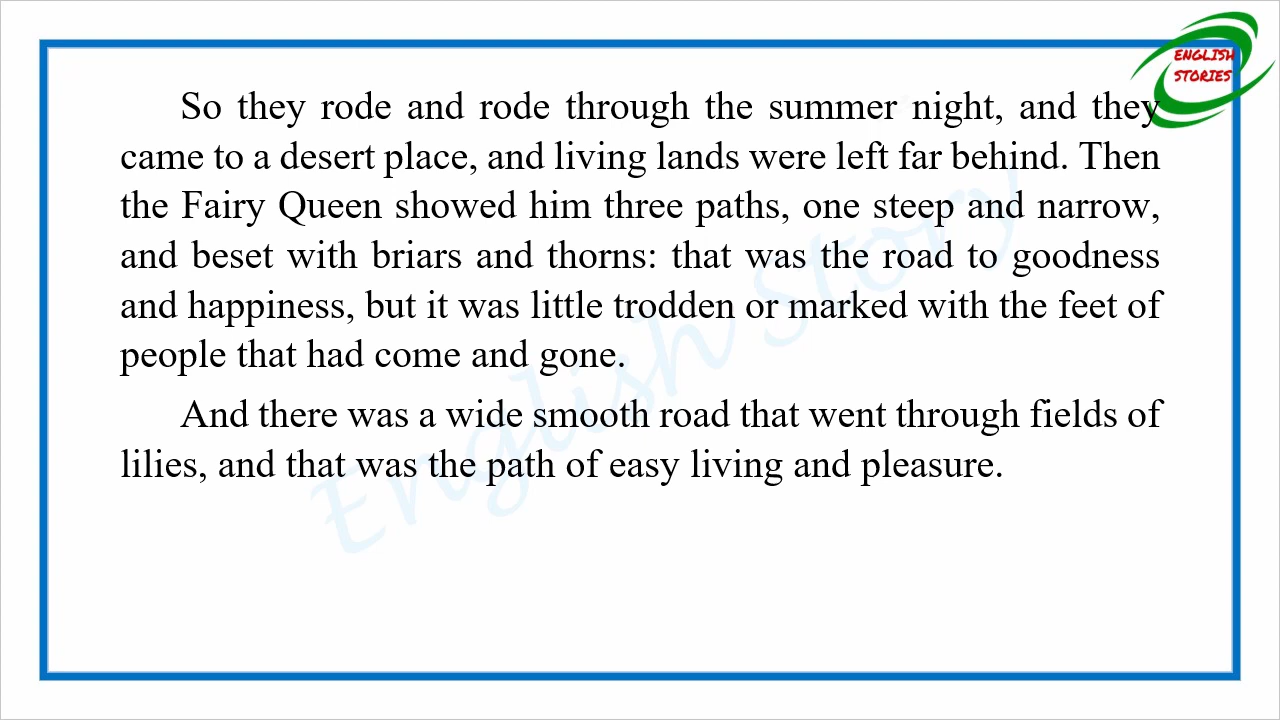 ENGLISH
STORIES
So they rode and rode through the summer night, and they
came to a desert place, and living lands were left far behind. Then
the Fairy Queen showed him three paths, one steep and narrow,
and beset with briars and thorns: that was the road to goodness
and happiness, but it was little trodden or marked with the feet of
people that had come and gone.
And there was a wide smooth road that went through fields of
lilies, and that was the path of easy living and pleasure.
English Story